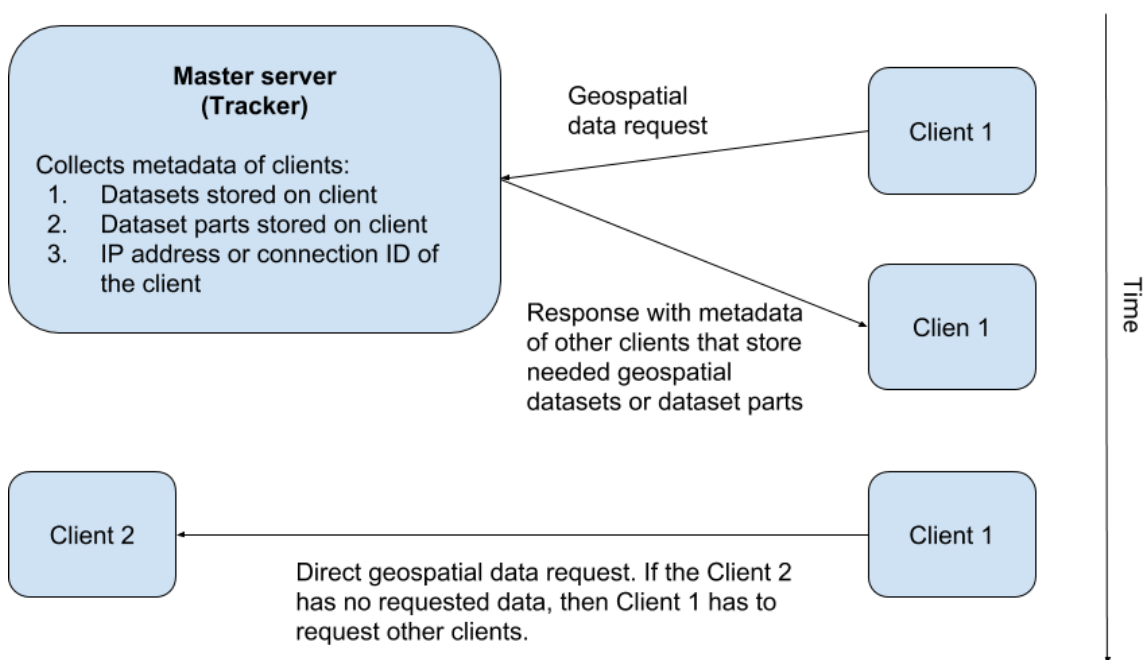 Master server
(Tracker)
Collects metadata of clients:
1. Datasets stored on client
2. Dataset parts stored on client
3. IP address or connection ID of
the client
Geospatial
data request
Client 1
Response with metadata
of other clients that store
needed geospatial
datasets or dataset parts
Clien 1
Time
Client 2
Client 1
Direct geospatial data request. If the Client 2
has no requested data, then Client 1 has to
request other clients.